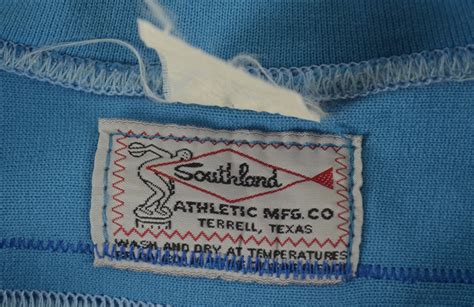 Southland
ATHLETIC MFG. CO
TERRELL, TEXAS
WASH AND DRY AT TEMPERATURES